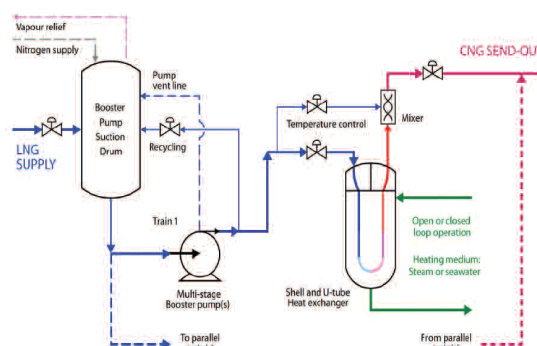 Vapour relief
Nitrogen supply
CNG SEND-OUT
Pump
vent line
Booster
Pump
Suction
Drum
Temperature control
Mixer
LNG
SUPPLY
Recycling
Train 1
Open or closed
loop operation
Heating medium:
Steam or seawater
Multi-stage
Booster pump(s)
Shell and U-tube
Heat exchanger
To parallel
From parallel